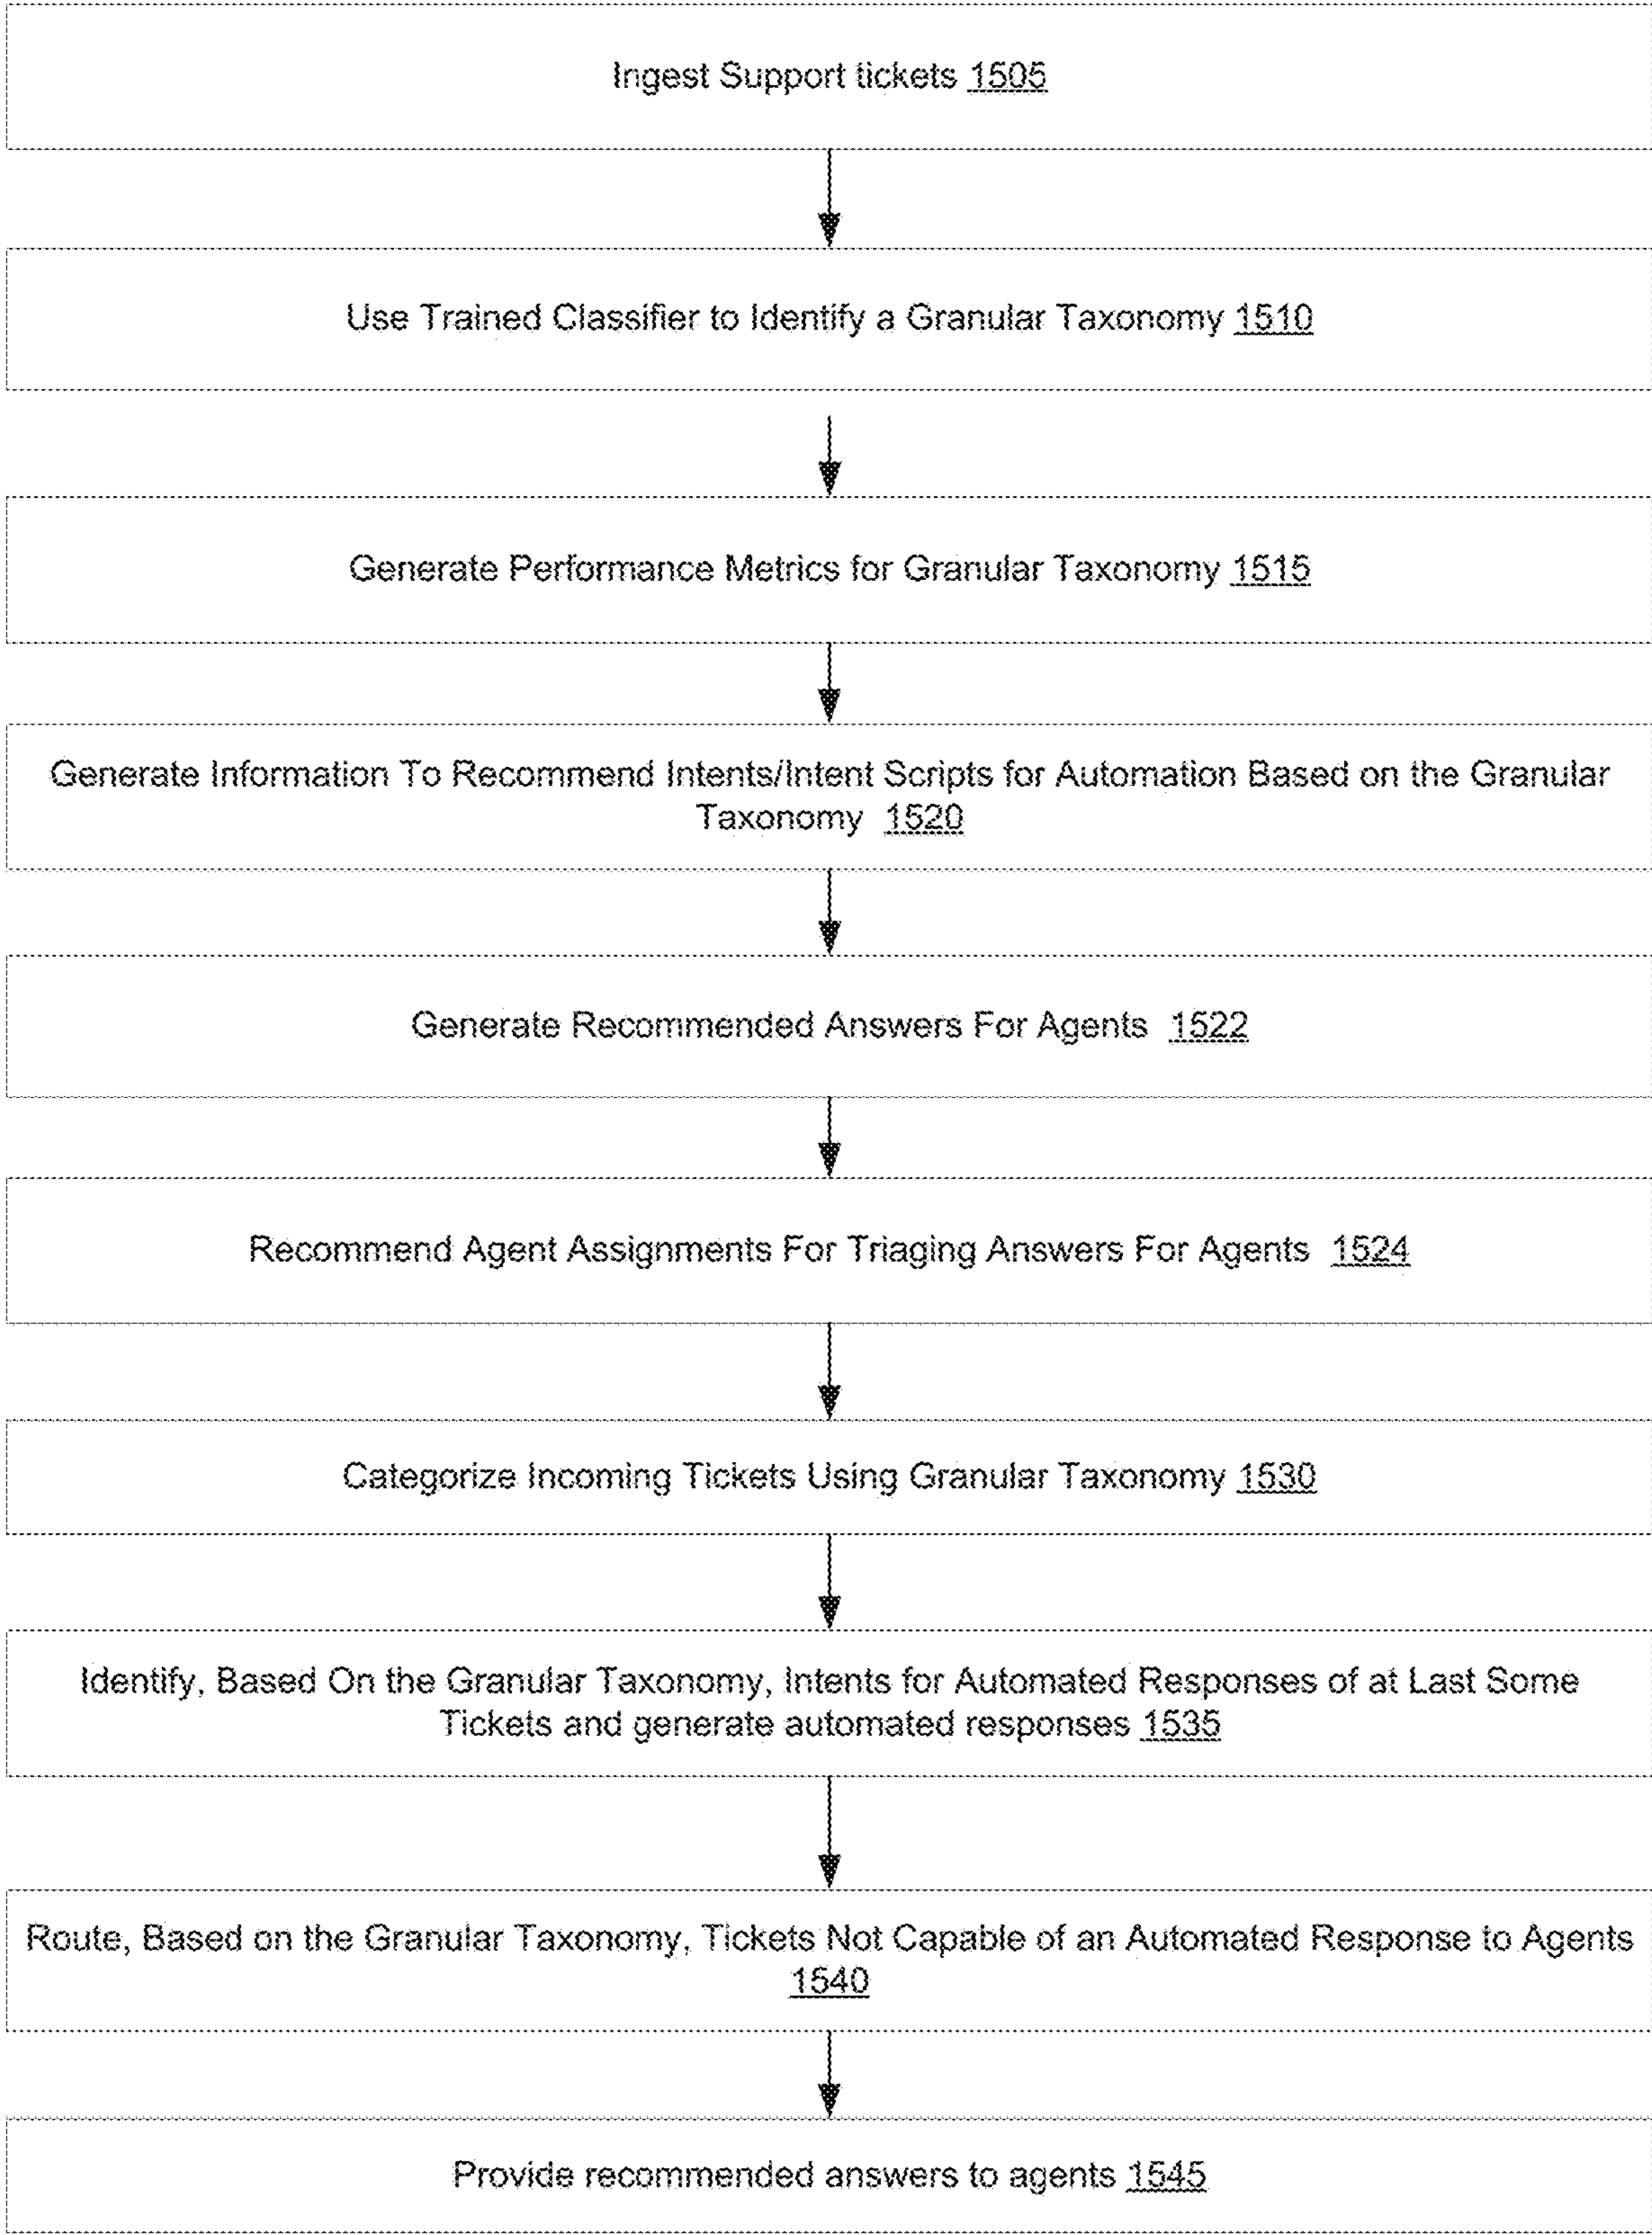 Ingest Support tickets 1505
Use Trained Classifier to Identify a Granular Taxonomy 1510
Generate Performance Metrics for Granular Taxonomy 1515
Generate Information To Recommend Intents/Intent Scripts for Automation Based on the Granular
Taxonomy 1520
Generate Recommended Answers For Agents 1522
Recommend Agent Assignments For Triaging Answers For Agents 1524
Categorize Incoming Tickets Using Granular Taxonomy 1530
Identify, Based On the Granular Taxonomy, Intents for Automated Responses of at Last Some
Tickets and generate automated responses 1535
Route, Based on the Granular Taxonomy, Tickets Not Capable of an Automated Response to Agents
1540
Provide recommended answers to agents 1545